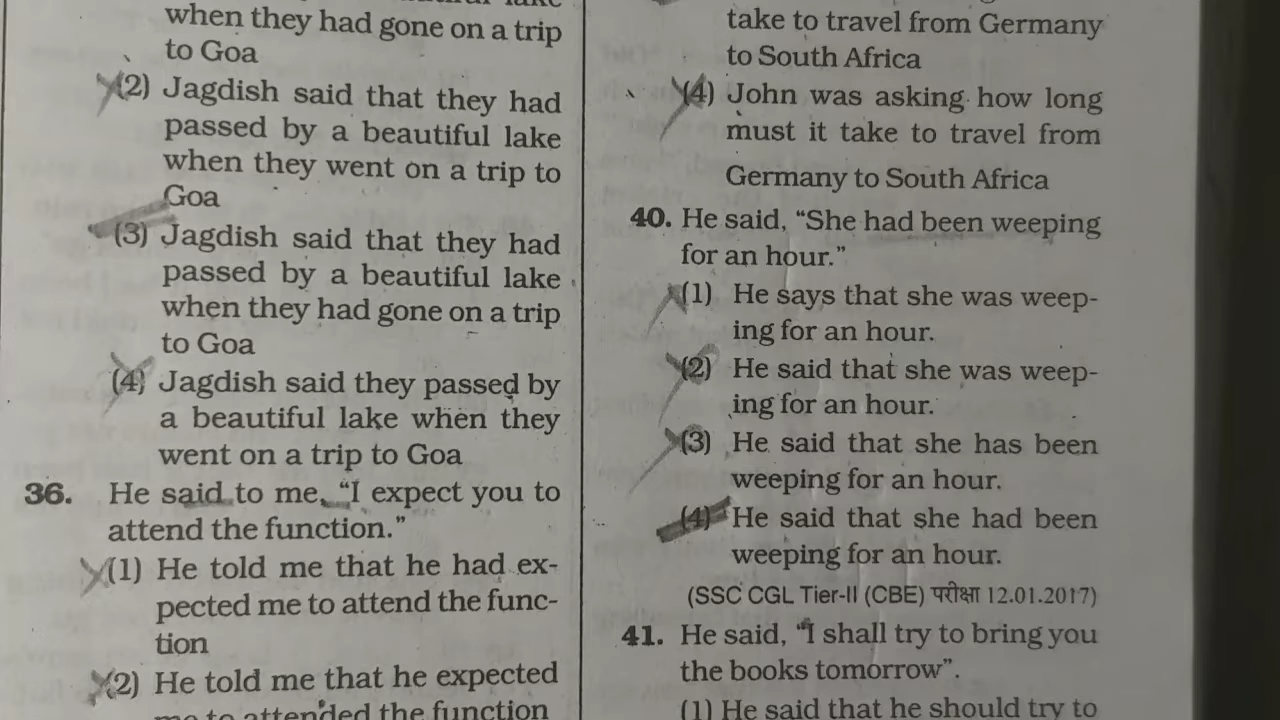 when they had gone on a trip
to Goa
(2) Jagdish said that they had
passed by a beautiful lake
when they went on a trip to
Goa
(3) Jagdish said that they had
passed by a beautiful lake
when they had gone on a trip
to Goa
(4) Jagdish said they passed by
a beautiful lake when they
went on a trip to Goa
36. He said to me, “I expect you to
attend the function.”
(1) He told me that he had ex-
pected me to attend the func-
tion
(2) He told me that he expected
me to attended the function
take to travel from Germany
to South Africa
(4) John was asking how long
must it take to travel from
Germany to South Africa
40. He said, “She had been weeping
for an hour.”
(1) He says that she was weep-
ing for an hour.
(2) He said that she was weep-
ing for an hour.
(3) He said that she has been
weeping for an hour.
(4) He said that she had been
weeping for an hour.
(SSC CGL Tier-II (CBE) परीक्षा 12.01.2017)
41. He said, “I shall try to bring you
the books tomorrow”.
(1) He said that he should try to